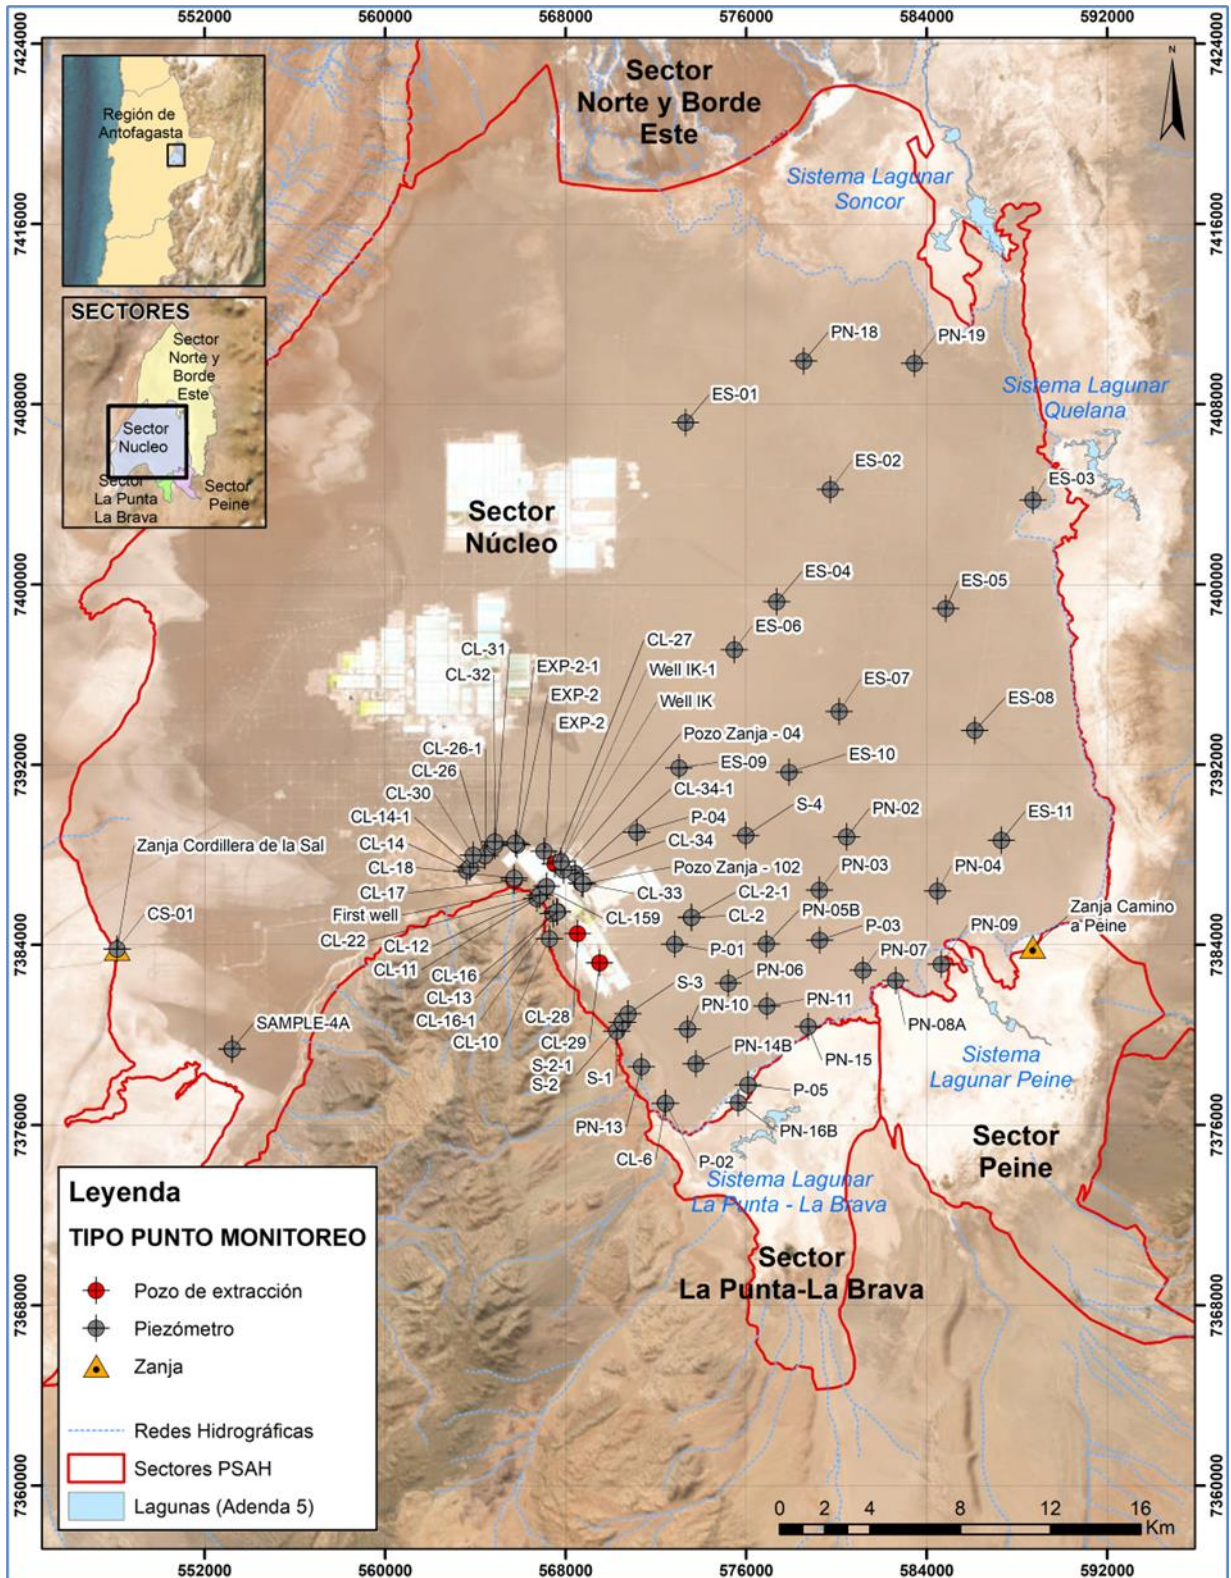 552000
560000
568000
576000
584000
592000
7424000
7424000
Sector
Norte y Borde
Este
N
Región de
Antofagasta
Sistema Lagunar
Soncor
7416000
7416000
SECTORES
Sector
Norte y
Borde
Este
Sector
Nucleo
Sector
La Punta
La Brava
Sector
Peine
PN-18
PN-19
7408000
7408000
Sistema Lagunar
Quelana
ES-01
ES-02
ES-03
Sector
Núcleo
7400000
7400000
ES-04
ES-05
ES-06
CL-31
CL-27
CL-32
EXP-2-1
Well IK-1
EXP-2
Well IK
ES-07
ES-08
EXP-2
Pozo Zanja - 04
CL-26-1
ES-09
ES-10
7392000
7392000
CL-26
CL-34-1
CL-30
P-04
S-4
PN-02
ES-11
CL-14-1
CL-34
CL-14
Zanja Cordillera de la Sal
CL-18
Pozo Zanja - 102
PN-03
PN-04
CL-17
CL-33
CL-2-1
First well
CL-159
CL-2
PN-05B
Zanja Camino
a Peine
CS-01
CL-22
CL-12
P-03
PN-09
7384000
7384000
CL-11
P-01
PN-07
CL-16
PN-06
CL-13
S-3
PN-10
PN-11
CL-16-1
CL-28
PN-08A
CL-10
CL-29
SAMPLE-4A
S-2-1
PN-14B
PN-15
Sistema
Lagunar Peine
S-2
S-1
P-05
PN-13
PN-16B
7376000
7376000
CL-6
P-02
Sector
Peine
Sistema Lagunar
La Punta - La Brava
Sector
La Punta-La Brava
7368000
7368000
Leyenda
TIPO PUNTO MONITOREO
Pozo de extracción
Piezómetro
Zanja
Redes Hidrográficas
Sectores PSAH
Lagunas (Adenda 5)
7360000
7360000
0 2 4 8 12 16
Km
552000
560000
568000
576000
584000
592000